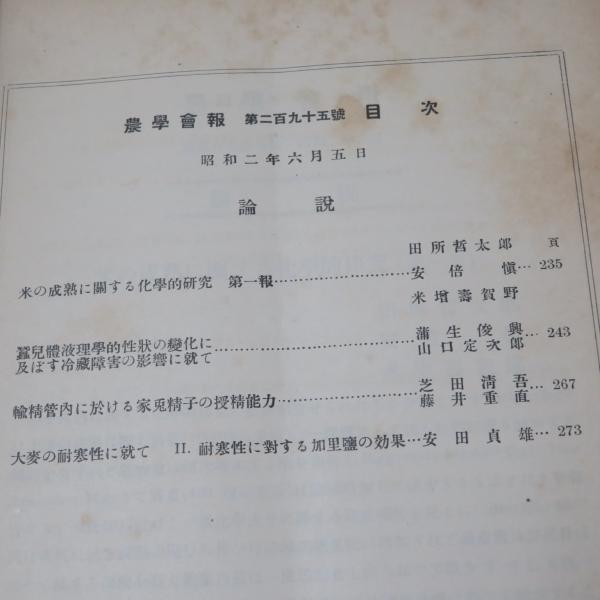 農學會報 第二百九十五號 目次
昭和二年六月五日
論說
田所哲太郎 頁
米の成熟に關する化學的研究 第一報……………………安倍愼…235
米增壽賀野
蠶兒體液理學的性狀の變化に
及ぼす冷藏障害の影響に就て……………………蒲生俊興
山口定次郎…243
輸精管內に於ける家兎精子の授精能力……………芝田淸吾
藤井重直…267
大麥の耐寒性に就て II. 耐寒性に對する加里鹽の効果…安田貞雄…273